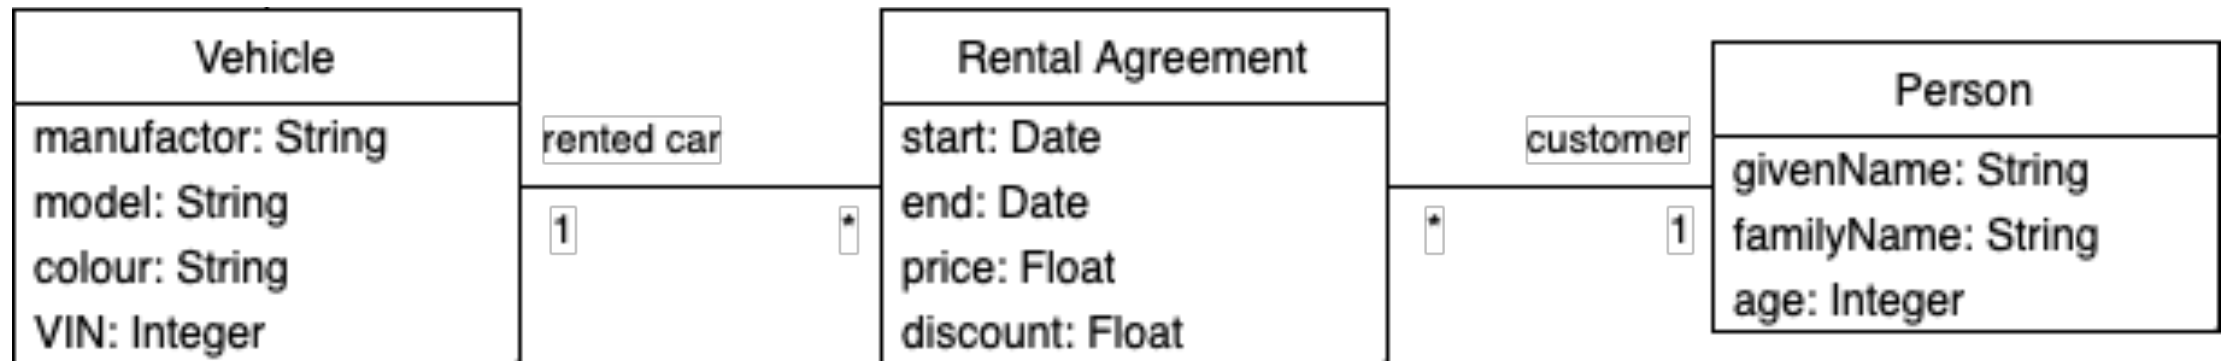 Vehicle
manufactor: String
model: String
colour: String
VIN: Integer
rented car
1
*
Rental Agreement
start: Date
end: Date
price: Float
discount: Float
customer
*
1
Person
givenName: String
familyName: String
age: Integer